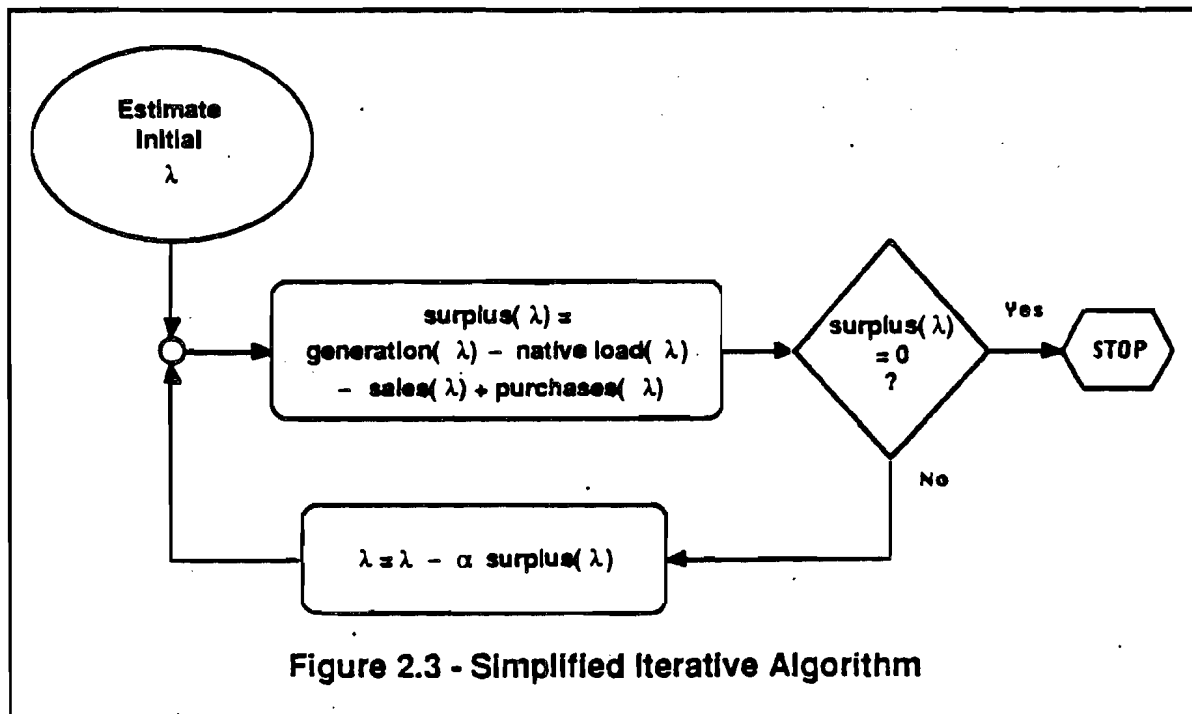 Estimate
Initial
λ
surplus( λ) =
generation( λ) – native load( λ)
– sales( λ) + purchases( λ)
surplus(λ)
= 0
?
Yes
STOP
No
λ = λ – α surplus( λ)
Figure 2.3 - Simplified Iterative Algorithm